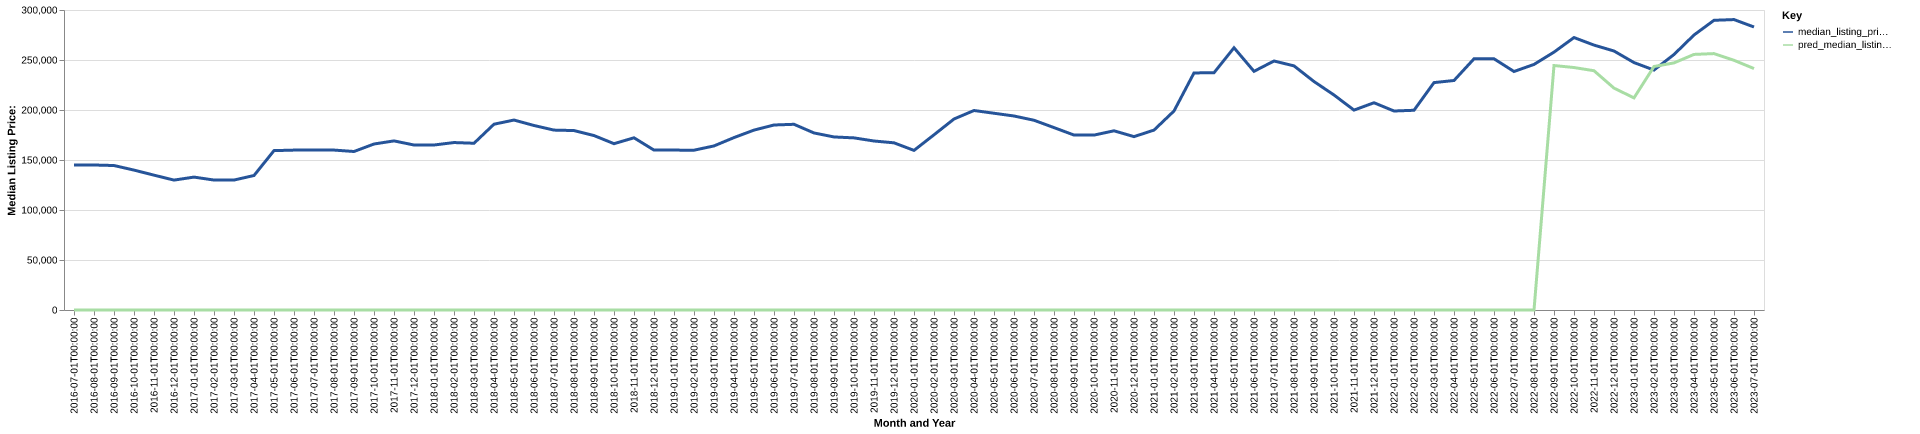 Key
median_listing_pri...
pred_median_listin...
Median Listing Price:
300,000
250,000
200,000
150,000
100,000
50,000
0
2016-07-01T00:00:00
2016-08-01T00:00:00
2016-09-01T00:00:00
2016-10-01T00:00:00
2016-11-01T00:00:00
2016-12-01T00:00:00
2017-01-01T00:00:00
2017-02-01T00:00:00
2017-03-01T00:00:00
2017-04-01T00:00:00
2017-05-01T00:00:00
2017-06-01T00:00:00
2017-07-01T00:00:00
2017-08-01T00:00:00
2017-09-01T00:00:00
2017-10-01T00:00:00
2017-11-01T00:00:00
2017-12-01T00:00:00
2018-01-01T00:00:00
2018-02-01T00:00:00
2018-03-01T00:00:00
2018-04-01T00:00:00
2018-05-01T00:00:00
2018-06-01T00:00:00
2018-07-01T00:00:00
2018-08-01T00:00:00
2018-09-01T00:00:00
2018-10-01T00:00:00
2018-11-01T00:00:00
2018-12-01T00:00:00
2019-01-01T00:00:00
2019-02-01T00:00:00
2019-03-01T00:00:00
2019-04-01T00:00:00
2019-05-01T00:00:00
2019-06-01T00:00:00
2019-07-01T00:00:00
2019-08-01T00:00:00
2019-09-01T00:00:00
2019-10-01T00:00:00
2019-11-01T00:00:00
2019-12-01T00:00:00
2020-01-01T00:00:00
2020-02-01T00:00:00
2020-03-01T00:00:00
2020-04-01T00:00:00
2020-05-01T00:00:00
2020-06-01T00:00:00
2020-07-01T00:00:00
2020-08-01T00:00:00
2020-09-01T00:00:00
2020-10-01T00:00:00
2020-11-01T00:00:00
2020-12-01T00:00:00
2021-01-01T00:00:00
2021-02-01T00:00:00
2021-03-01T00:00:00
2021-04-01T00:00:00
2021-05-01T00:00:00
2021-06-01T00:00:00
2021-07-01T00:00:00
2021-08-01T00:00:00
2021-09-01T00:00:00
2021-10-01T00:00:00
2021-11-01T00:00:00
2021-12-01T00:00:00
2022-01-01T00:00:00
2022-02-01T00:00:00
2022-03-01T00:00:00
2022-04-01T00:00:00
2022-05-01T00:00:00
2022-06-01T00:00:00
2022-07-01T00:00:00
2022-08-01T00:00:00
2022-09-01T00:00:00
2022-10-01T00:00:00
2022-11-01T00:00:00
2022-12-01T00:00:00
2023-01-01T00:00:00
2023-02-01T00:00:00
2023-03-01T00:00:00
2023-04-01T00:00:00
2023-05-01T00:00:00
2023-06-01T00:00:00
2023-07-01T00:00:00
Month and Year